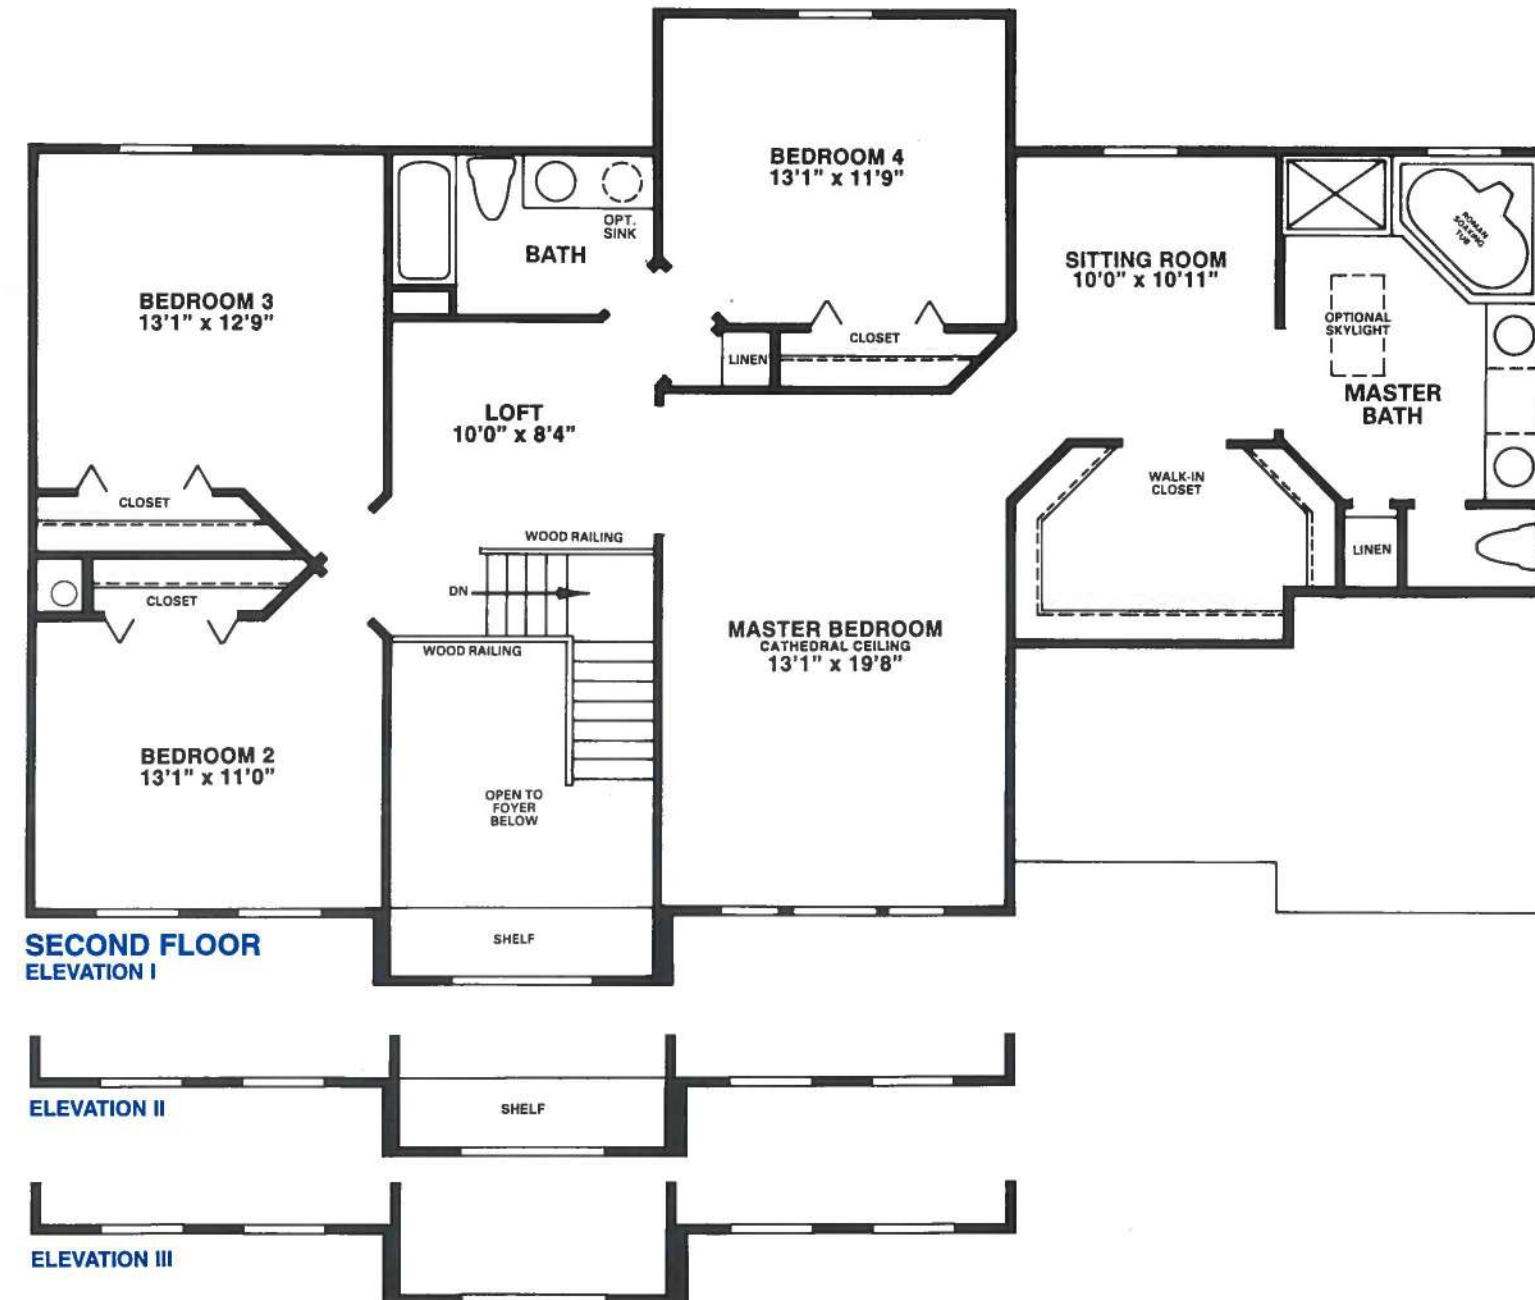 BEDROOM 4
13'1" x 11'9"
OPT.
SINK
BATH
SITTING ROOM
10'0" x 10'11"
ROMAN
SOAKING
TUB
BEDROOM 3
13'1" x 12'9"
OPTIONAL
SKYLIGHT
CLOSET
LINEN
MASTER
BATH
LOFT
10'0" x 8'4"
WALK-IN
CLOSET
CLOSET
WOOD RAILING
LINEN
DN
CLOSET
WOOD RAILING
MASTER BEDROOM
CATHEDRAL CEILING
13'1" x 19'8"
BEDROOM 2
13'1" x 11'0"
OPEN TO
FOYER
BELOW
SHELF
SECOND FLOOR
ELEVATION I
SHELF
ELEVATION II
ELEVATION III